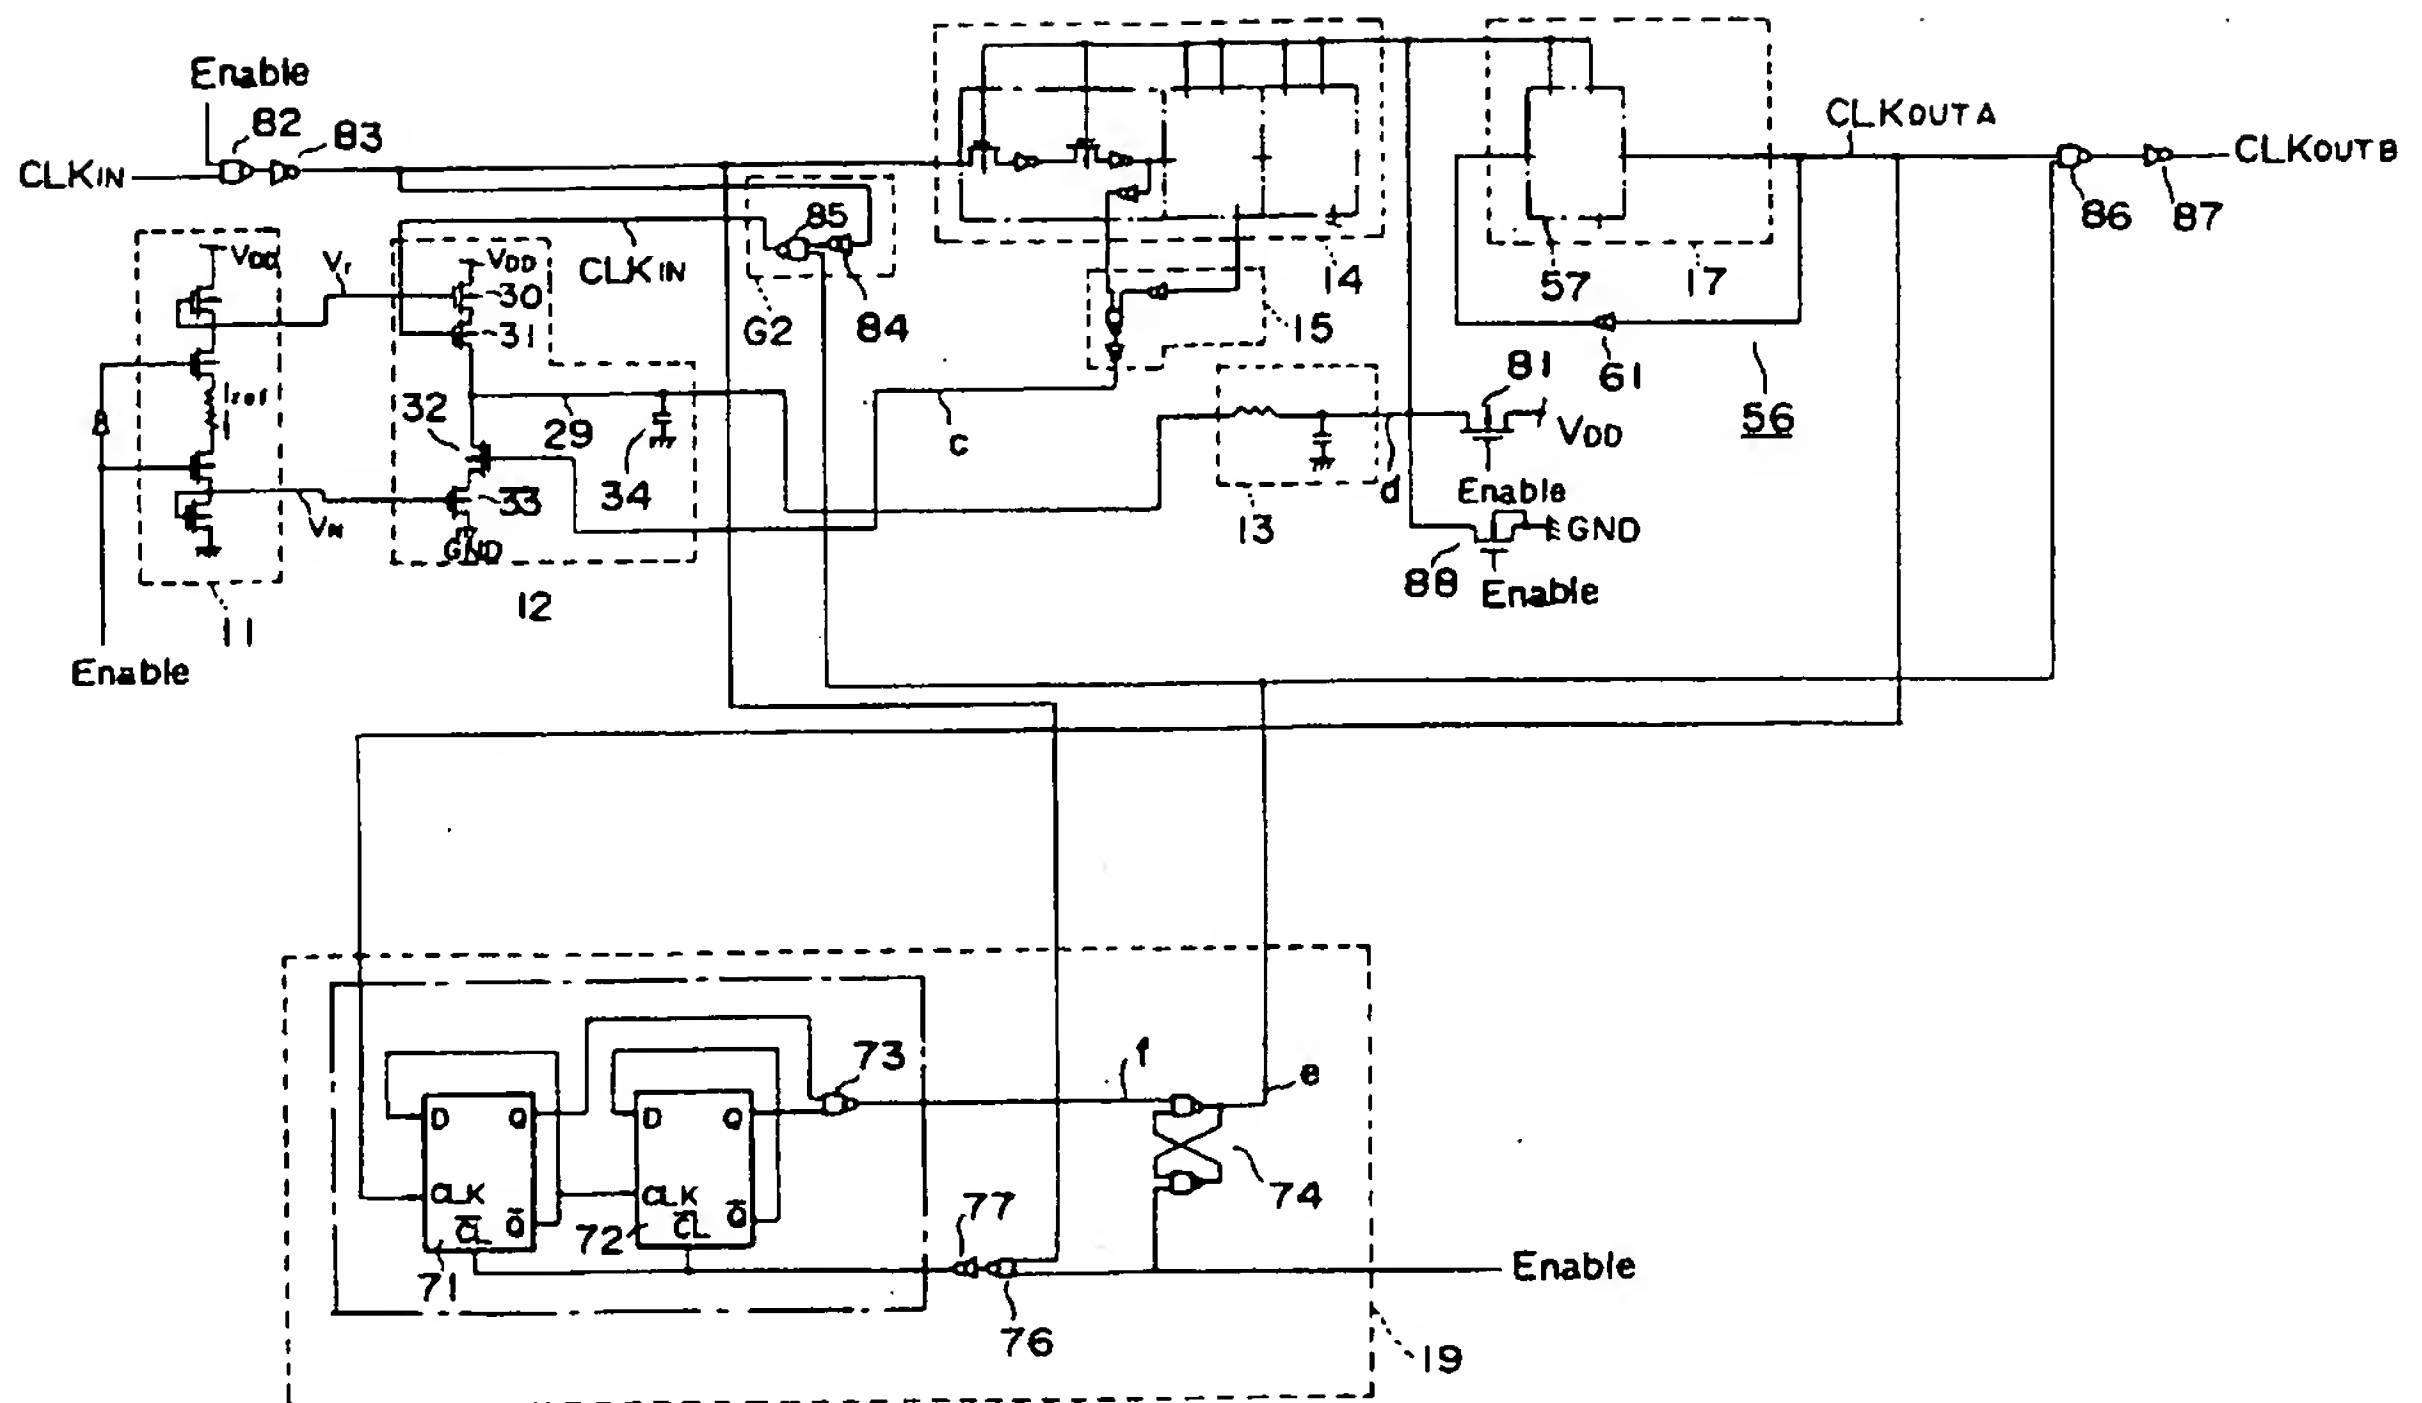 Enable
82
83
CLKIN
CLKOUTA
CLKOUTB
86
87
85
84
G2
CLKIN
14
15
57
17
61
56
VDD
Vr
VDD
30
31
Iref
32
29
34
33
VN
GND
11
12
Enable
c
13
d
81
VDD
Enable
GND
88
Enable
73
f
e
D
Q
D
Q
CLK
CL
Q̄
CLK
CL
Q̄
71
72
77
74
76
Enable
19